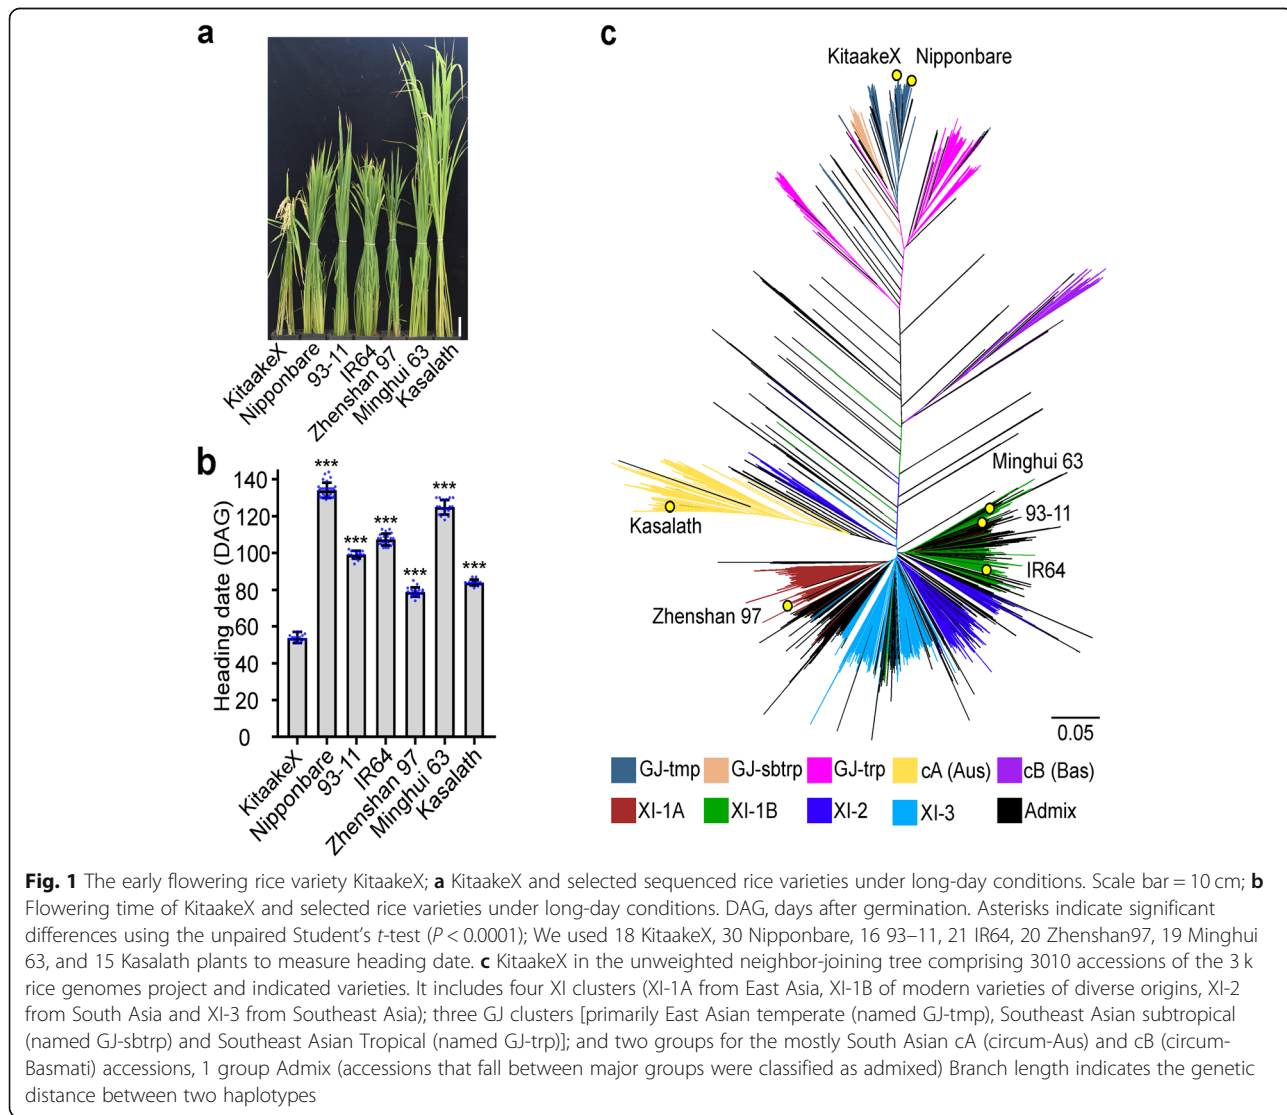 a
KitaakeX
Nipponbare
93-11
IR64
Zhenshan 97
Minghui 63
Kasalath
b
Heading date (DAG)
140
120
100
80
60
40
20
0
***
***
***
***
***
***
KitaakeX
Nipponbare
93-11
IR64
Zhenshan 97
Minghui 63
Kasalath
c
KitaakeX Nipponbare
Minghui 63
93-11
Kasalath
IR64
Zhenshan 97
0.05
GJ-tmp GJ-sbtrp GJ-trp cA (Aus) cB (Bas)
XI-1A XI-1B XI-2 XI-3 Admix
Fig. 1 The early flowering rice variety KitaakeX; a KitaakeX and selected sequenced rice varieties under long-day conditions. Scale bar = 10 cm; b
Flowering time of KitaakeX and selected rice varieties under long-day conditions. DAG, days after germination. Asterisks indicate significant
differences using the unpaired Student's t-test (P < 0.0001); We used 18 KitaakeX, 30 Nipponbare, 16 93–11, 21 IR64, 20 Zhenshan97, 19 Minghui
63, and 15 Kasalath plants to measure heading date. c KitaakeX in the unweighted neighbor-joining tree comprising 3010 accessions of the 3 k
rice genomes project and indicated varieties. It includes four XI clusters (XI-1A from East Asia, XI-1B of modern varieties of diverse origins, XI-2
from South Asia and XI-3 from Southeast Asia); three GJ clusters [primarily East Asian temperate (named GJ-tmp), Southeast Asian subtropical
(named GJ-sbtrp) and Southeast Asian Tropical (named GJ-trp)]; and two groups for the mostly South Asian cA (circum-Aus) and cB (circum-
Basmati) accessions, 1 group Admix (accessions that fall between major groups were classified as admixed) Branch length indicates the genetic
distance between two haplotypes